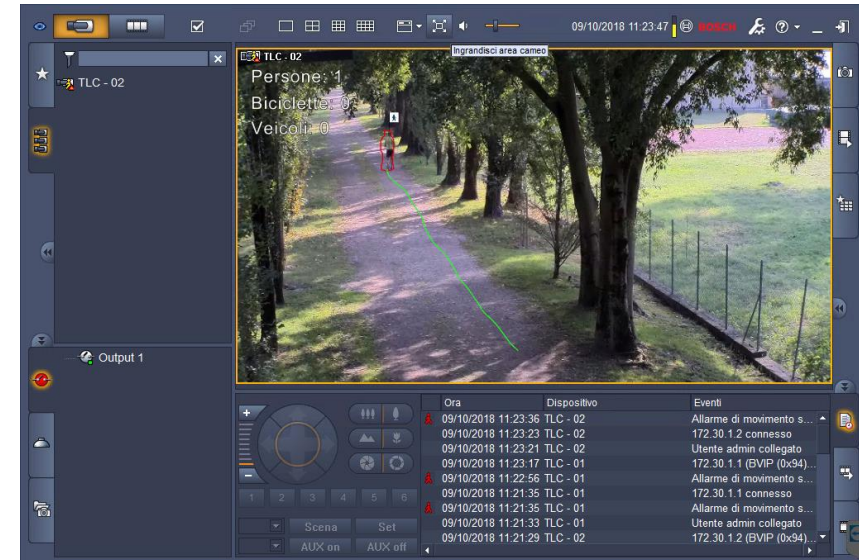 09/10/2018 11:23:47
BOSCH
Ingrandisci area cameo
TLC - 02
TLC - 02
Persone: 1
Biciclette: 0
Veicoli: 0
Output 1
1 2 3 4 5 6
Scena Set
AUX on AUX off
Ora Dispositivo Eventi
09/10/2018 11:23:36 TLC - 02 Allarme di movimento s...
09/10/2018 11:23:23 TLC - 02 172.30.1.2 connesso
09/10/2018 11:23:21 TLC - 02 Utente admin collegato
09/10/2018 11:23:17 TLC - 01 172.30.1.1 (BVIP (0x94)...
09/10/2018 11:22:56 TLC - 01 Allarme di movimento s...
09/10/2018 11:21:35 TLC - 01 172.30.1.1 connesso
09/10/2018 11:21:35 TLC - 01 Allarme di movimento s...
09/10/2018 11:21:33 TLC - 01 Utente admin collegato
09/10/2018 11:21:29 TLC - 02 172.30.1.2 (BVIP (0x94)...